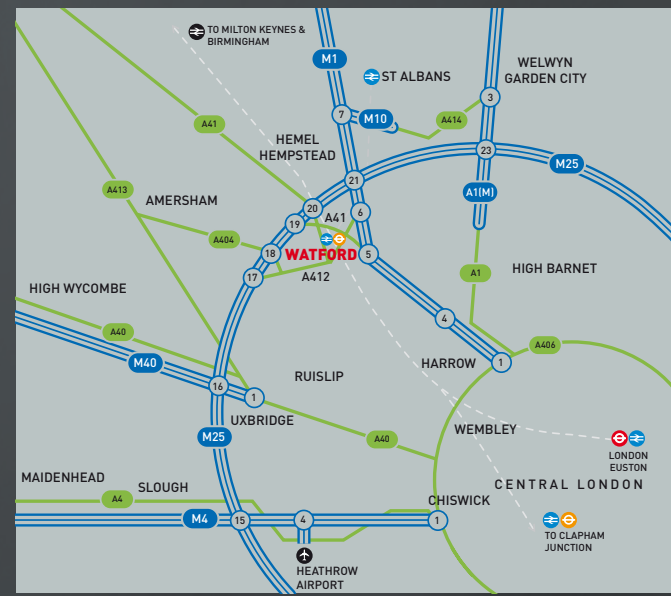 TO MILTON KEYNES &
BIRMINGHAM
M1
ST ALBANS
WELWYN
GARDEN CITY
3
7
M10
A414
A41
HEMEL
HEMPSTEAD
23
M25
21
A413
A1(M)
AMERSHAM
20
A41
6
19
A404
18
WATFORD
5
17
A412
A1
HIGH BARNET
HIGH WYCOMBE
A40
4
A406
M40
HARROW
1
RUISLIP
16
1
UXBRIDGE
M25
A40
WEMBLEY
LONDON
EUSTON
MAIDENHEAD
SLOUGH
CENTRAL LONDON
A4
CHISWICK
M4
15
4
1
TO CLAPHAM
JUNCTION
HEATHROW
AIRPORT